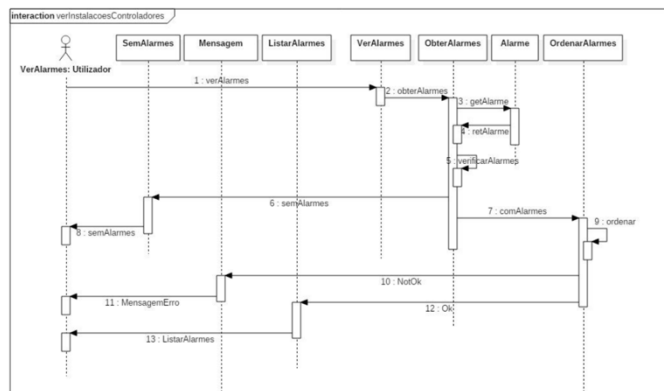 interaction verInstalacoesControladores
SemAlarmes
Mensagem
ListarAlarmes
VerAlarmes
ObterAlarmes
Alarme
OrdenarAlarmes
VerAlarmes: Utilizador
1 : verAlarmes
2 : obterAlarmes
3 : getAlarme
4 : retAlarme
5 : verificarAlarmes
6 : semAlarmes
7 : comAlarmes
8 : semAlarmes
9 : ordenar
10 : NotOk
11 : MensagemErro
12 : Ok
13 : ListarAlarmes